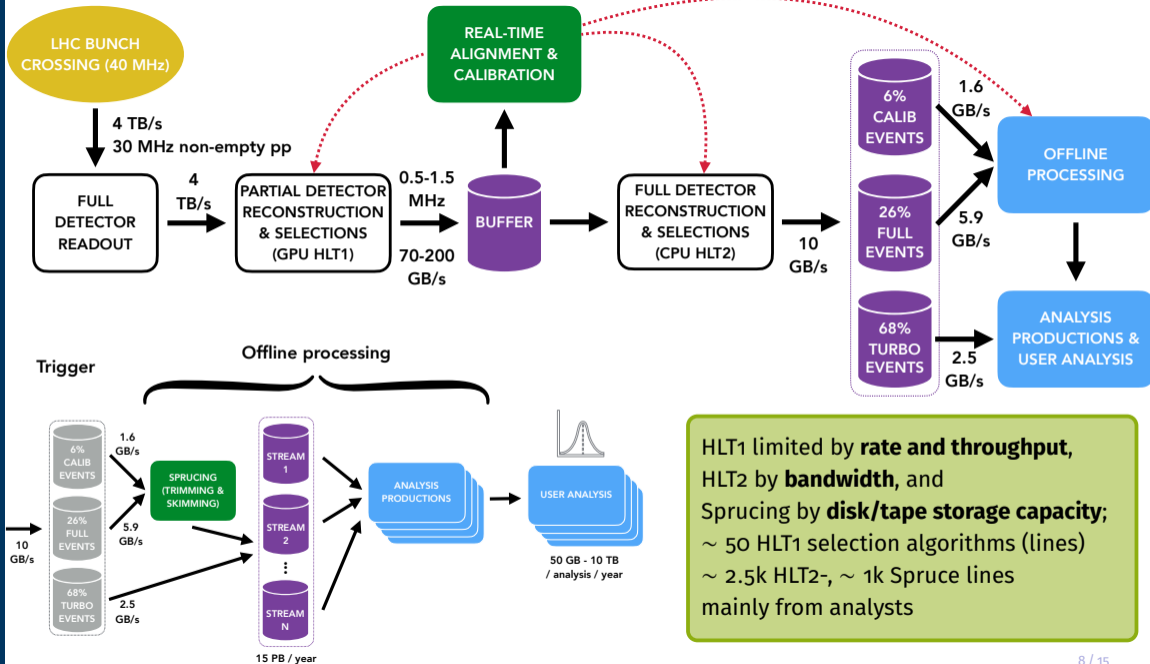 LHC BUNCH
CROSSING (40 MHz)
4 TB/s
30 MHz non-empty pp
FULL
DETECTOR
READOUT
4
TB/s
PARTIAL DETECTOR
RECONSTRUCTION
& SELECTIONS
(GPU HLT1)
0.5-1.5
MHz
70-200
GB/s
REAL-TIME
ALIGNMENT &
CALIBRATION
BUFFER
FULL DETECTOR
RECONSTRUCTION
& SELECTIONS
(CPU HLT2)
10
GB/s
6%
CALIB
EVENTS
26%
FULL
EVENTS
68%
TURBO
EVENTS
1.6
GB/s
5.9
GB/s
2.5
GB/s
OFFLINE
PROCESSING
ANALYSIS
PRODUCTIONS &
USER ANALYSIS
Trigger
Offline processing
10
GB/s
6%
CALIB
EVENTS
26%
FULL
EVENTS
68%
TURBO
EVENTS
1.6
GB/s
5.9
GB/s
2.5
GB/s
SPRUCING
(TRIMMING &
SKIMMING)
STREAM
1
STREAM
2
⋮
STREAM
N
15 PB / year
ANALYSIS
PRODUCTIONS
USER ANALYSIS
50 GB - 10 TB
/ analysis / year
HLT1 limited by rate and throughput,
HLT2 by bandwidth, and
Sprucing by disk/tape storage capacity;
~ 50 HLT1 selection algorithms (lines)
~ 2.5k HLT2-, ~ 1k Spruce lines
mainly from analysts
8 / 15